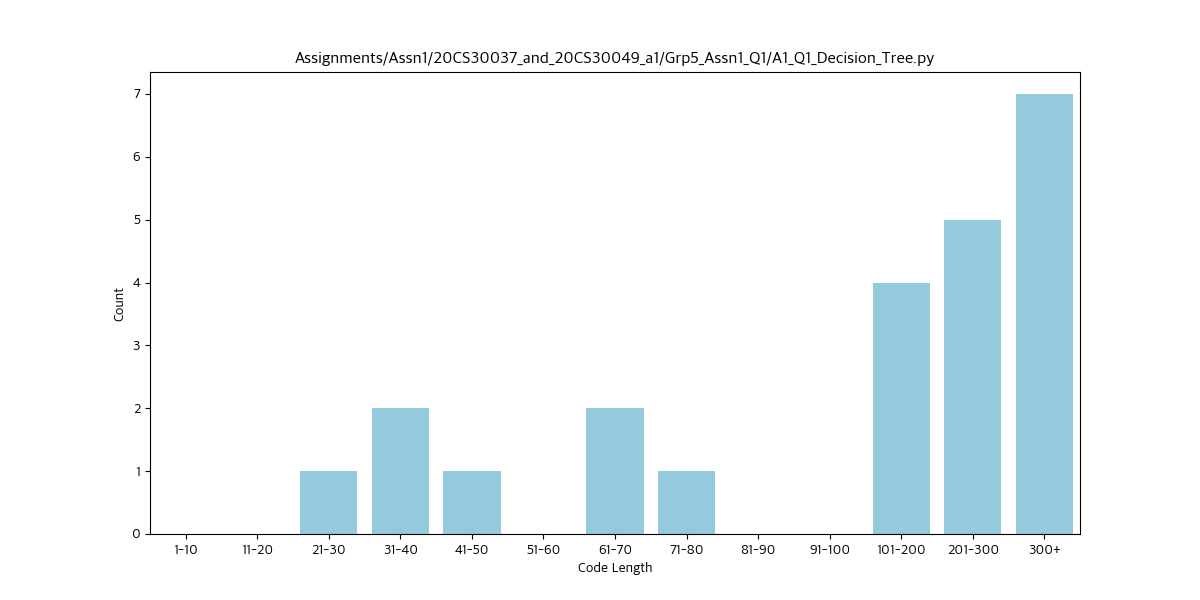 Assignments/Assn1/20CS30037_and_20CS30049_a1/Grp5_Assn1_Q1/A1_Q1_Decision_Tree.py
7
6
5
4
3
2
1
0
Count
1-10 11-20 21-30 31-40 41-50 51-60 61-70 71-80 81-90 91-100 101-200 201-300 300+
Code Length